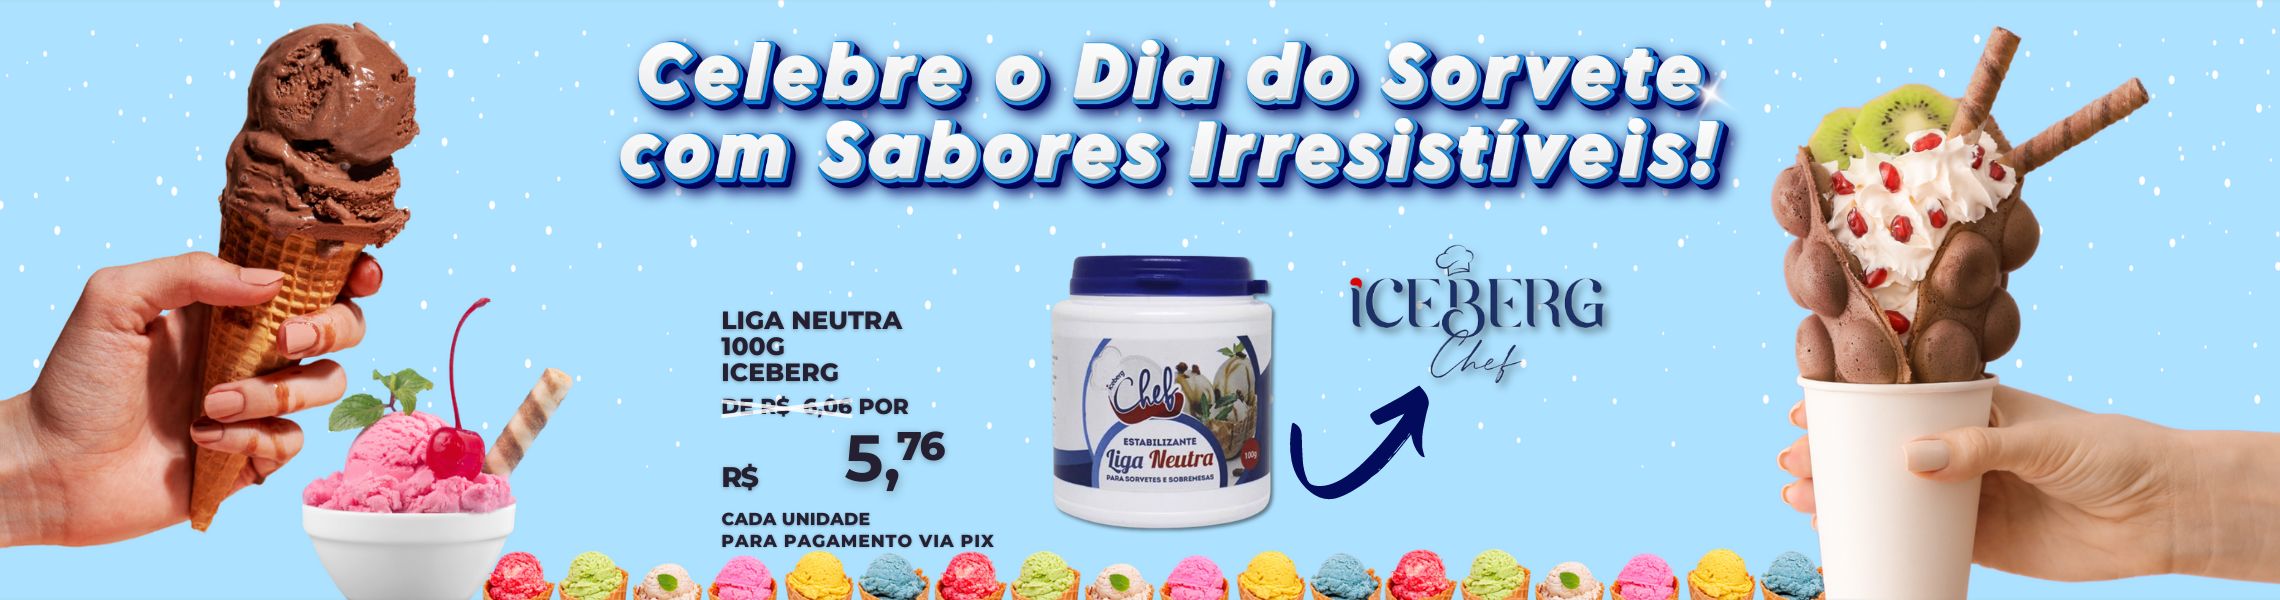 Celebre o Dia do Sorvete
com Sabores Irresistíveis!
LIGA NEUTRA
100G
ICEBERG
DE R$ 6,06 POR
R$ 5,76
CADA UNIDADE
PARA PAGAMENTO VIA PIX
iceberg
Chef
ESTABILIZANTE
Liga Neutra
100g
PARA SORVETES E SOBREMESAS
iCEBERG
Chef